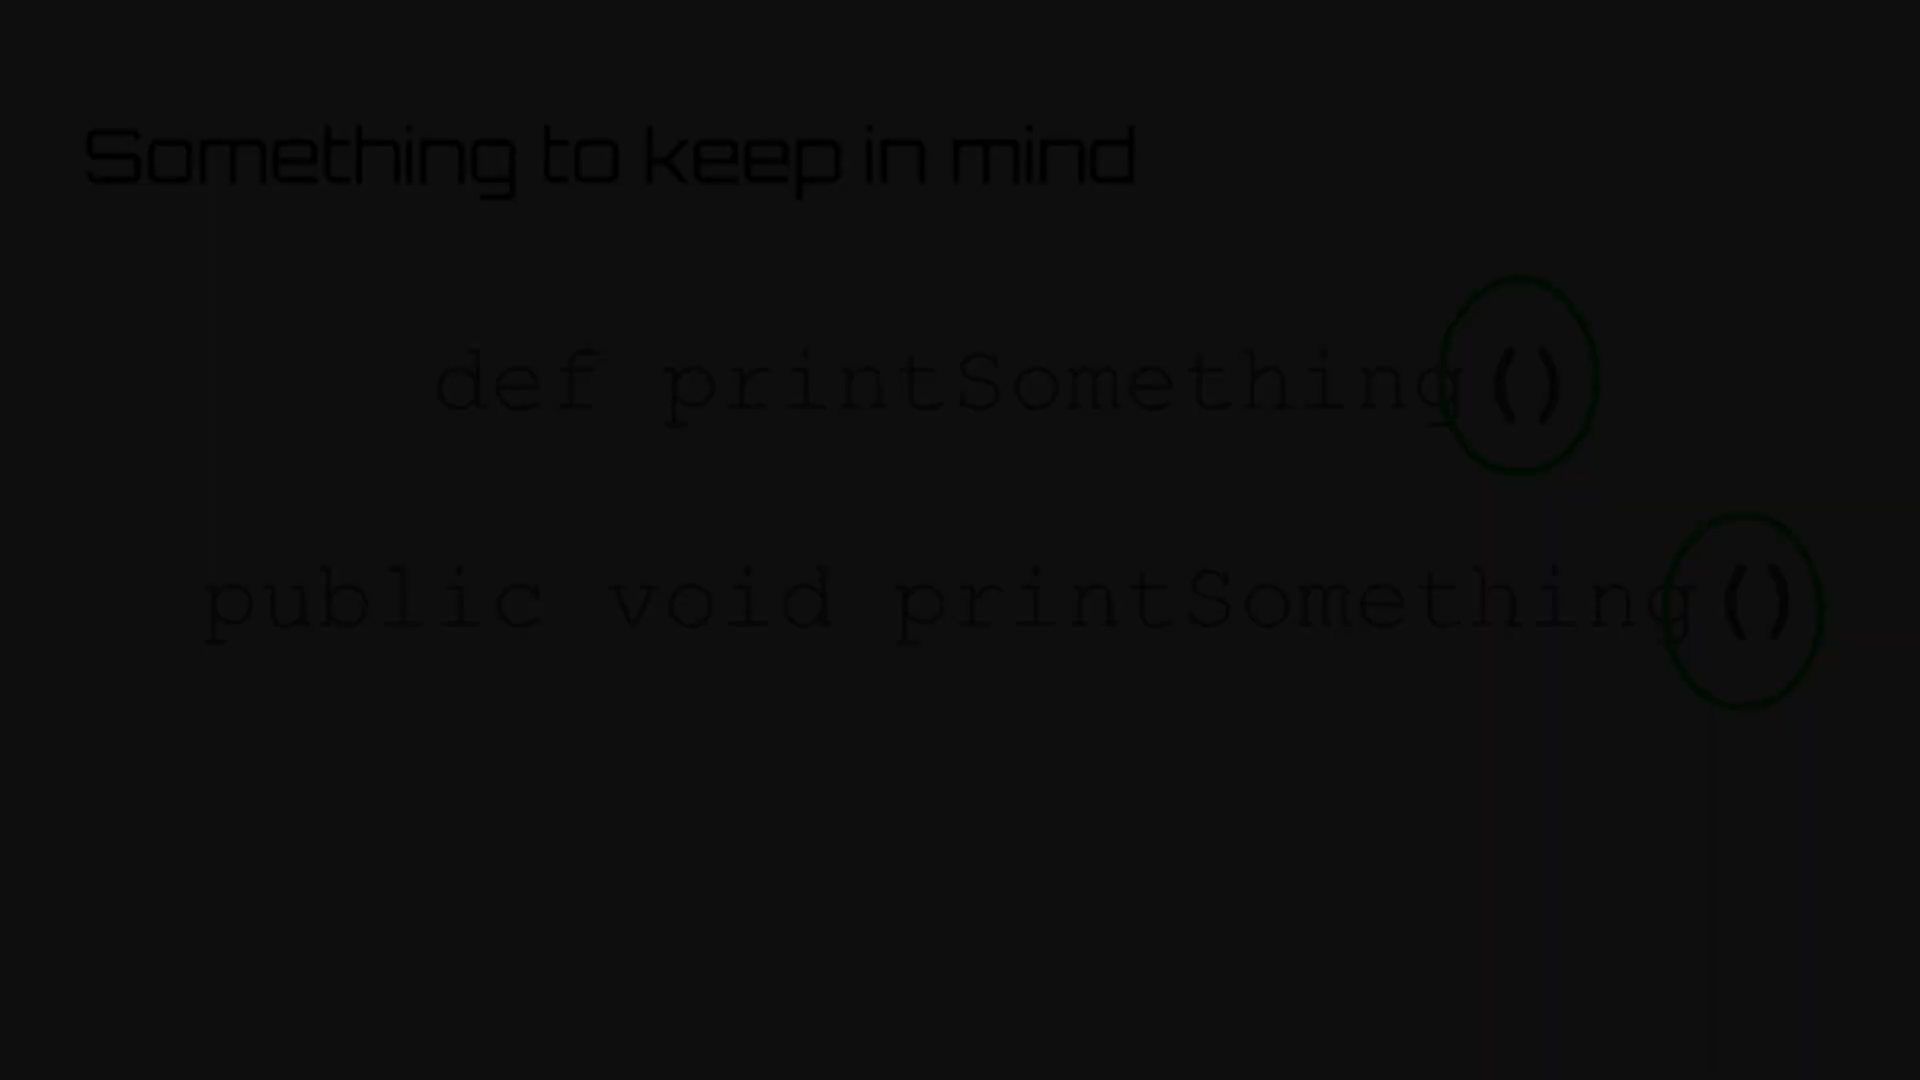 Something to keep in mind
def printSomething()
public void printSomething()